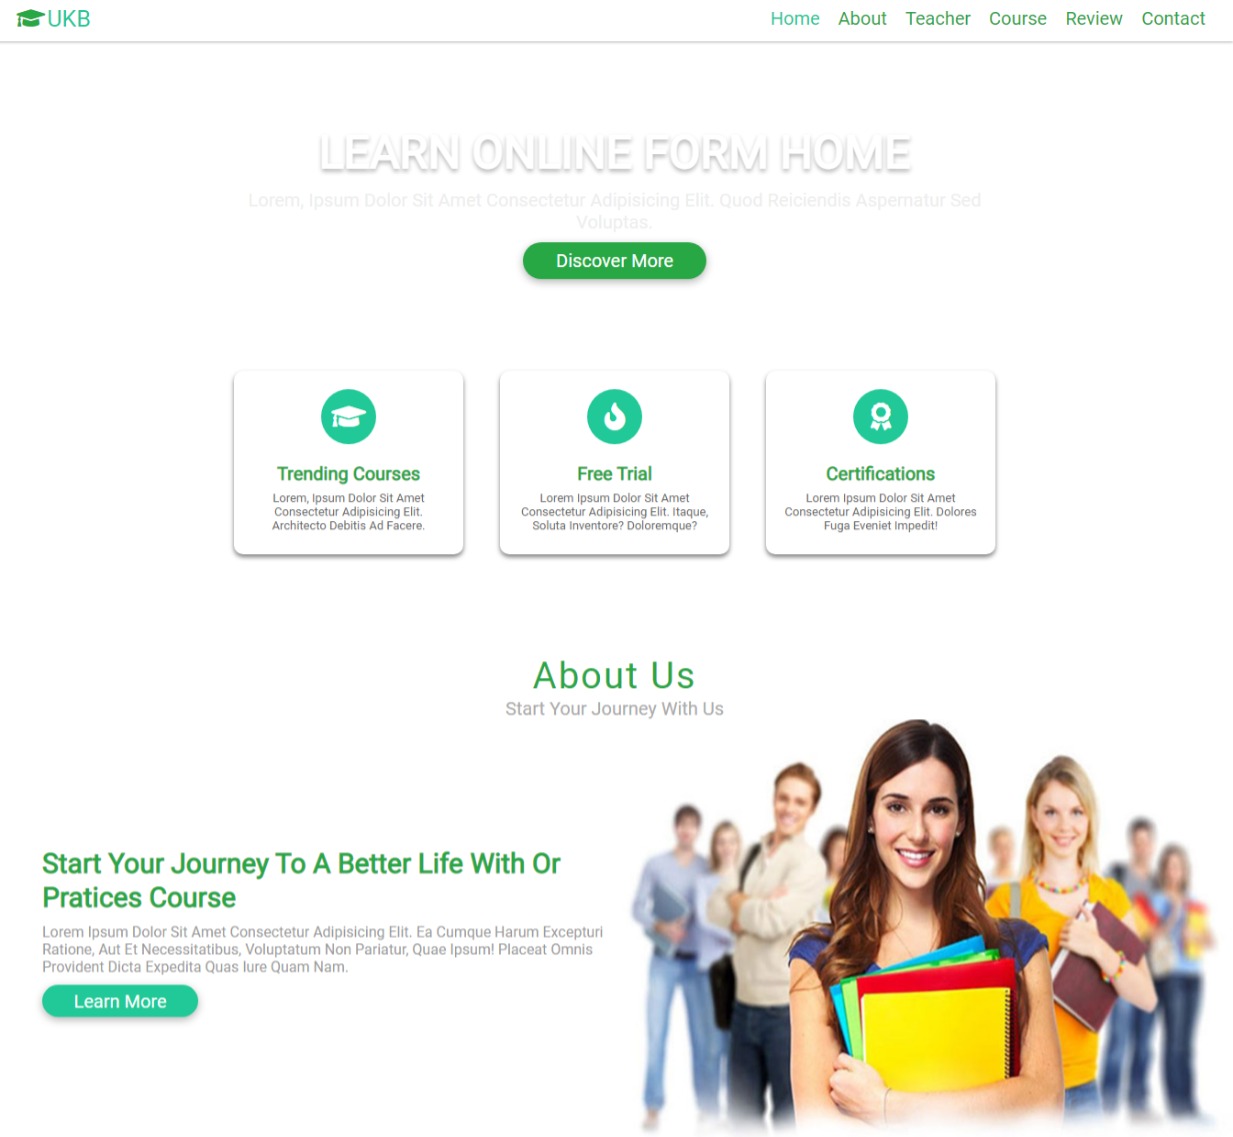 UKB
Home About Teacher Course Review Contact
LEARN ONLINE FORM HOME
Lorem, Ipsum Dolor Sit Amet Consectetur Adipisicing Elit. Quod Reiciendis Aspernatur Sed
Voluptas.
Discover More
Trending Courses
Lorem, Ipsum Dolor Sit Amet
Consectetur Adipisicing Elit.
Architecto Debitis Ad Facere.
Free Trial
Lorem Ipsum Dolor Sit Amet
Consectetur Adipisicing Elit. Itaque,
Soluta Inventore? Doloremque?
Certifications
Lorem Ipsum Dolor Sit Amet
Consectetur Adipisicing Elit. Dolores
Fuga Eveniet Impedit!
About Us
Start Your Journey With Us
Start Your Journey To A Better Life With Or
Pratices Course
Lorem Ipsum Dolor Sit Amet Consectetur Adipisicing Elit. Ea Cumque Harum Excepturi
Ratione, Aut Et Necessitatibus, Voluptatum Non Pariatur, Quae Ipsum! Placeat Omnis
Provident Dicta Expedita Quas Iure Quam Nam.
Learn More